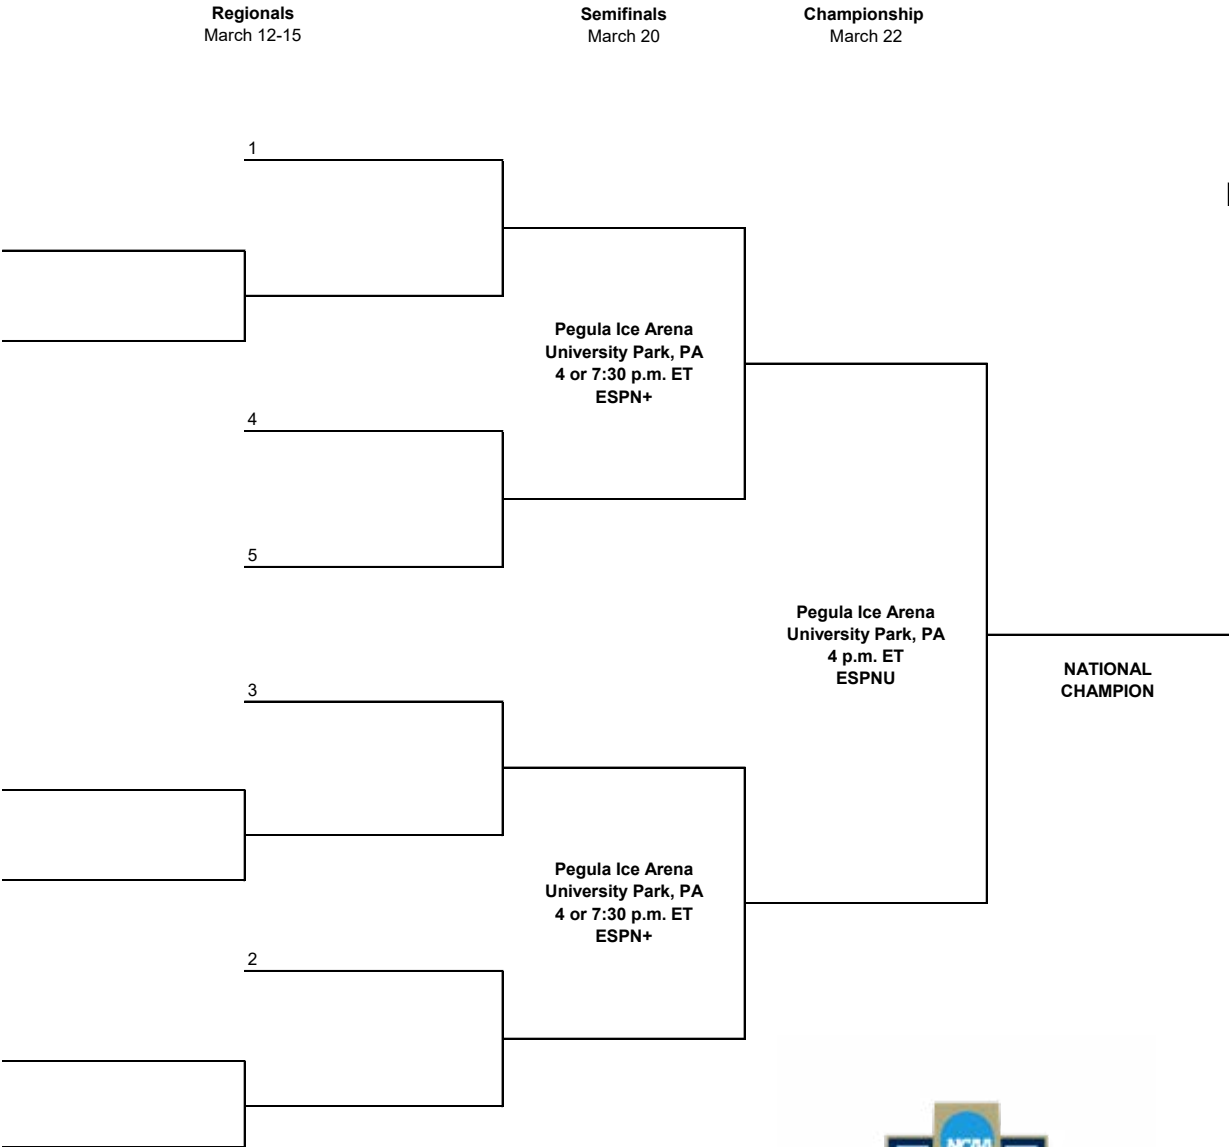 Regionals
March 12-15
Semifinals
March 20
Championship
March 22
1
Pegula Ice Arena
University Park, PA
4 or 7:30 p.m. ET
ESPN+
4
5
Pegula Ice Arena
University Park, PA
4 p.m. ET
ESPNU
NATIONAL
CHAMPION
3
Pegula Ice Arena
University Park, PA
4 or 7:30 p.m. ET
ESPN+
2
NCAA